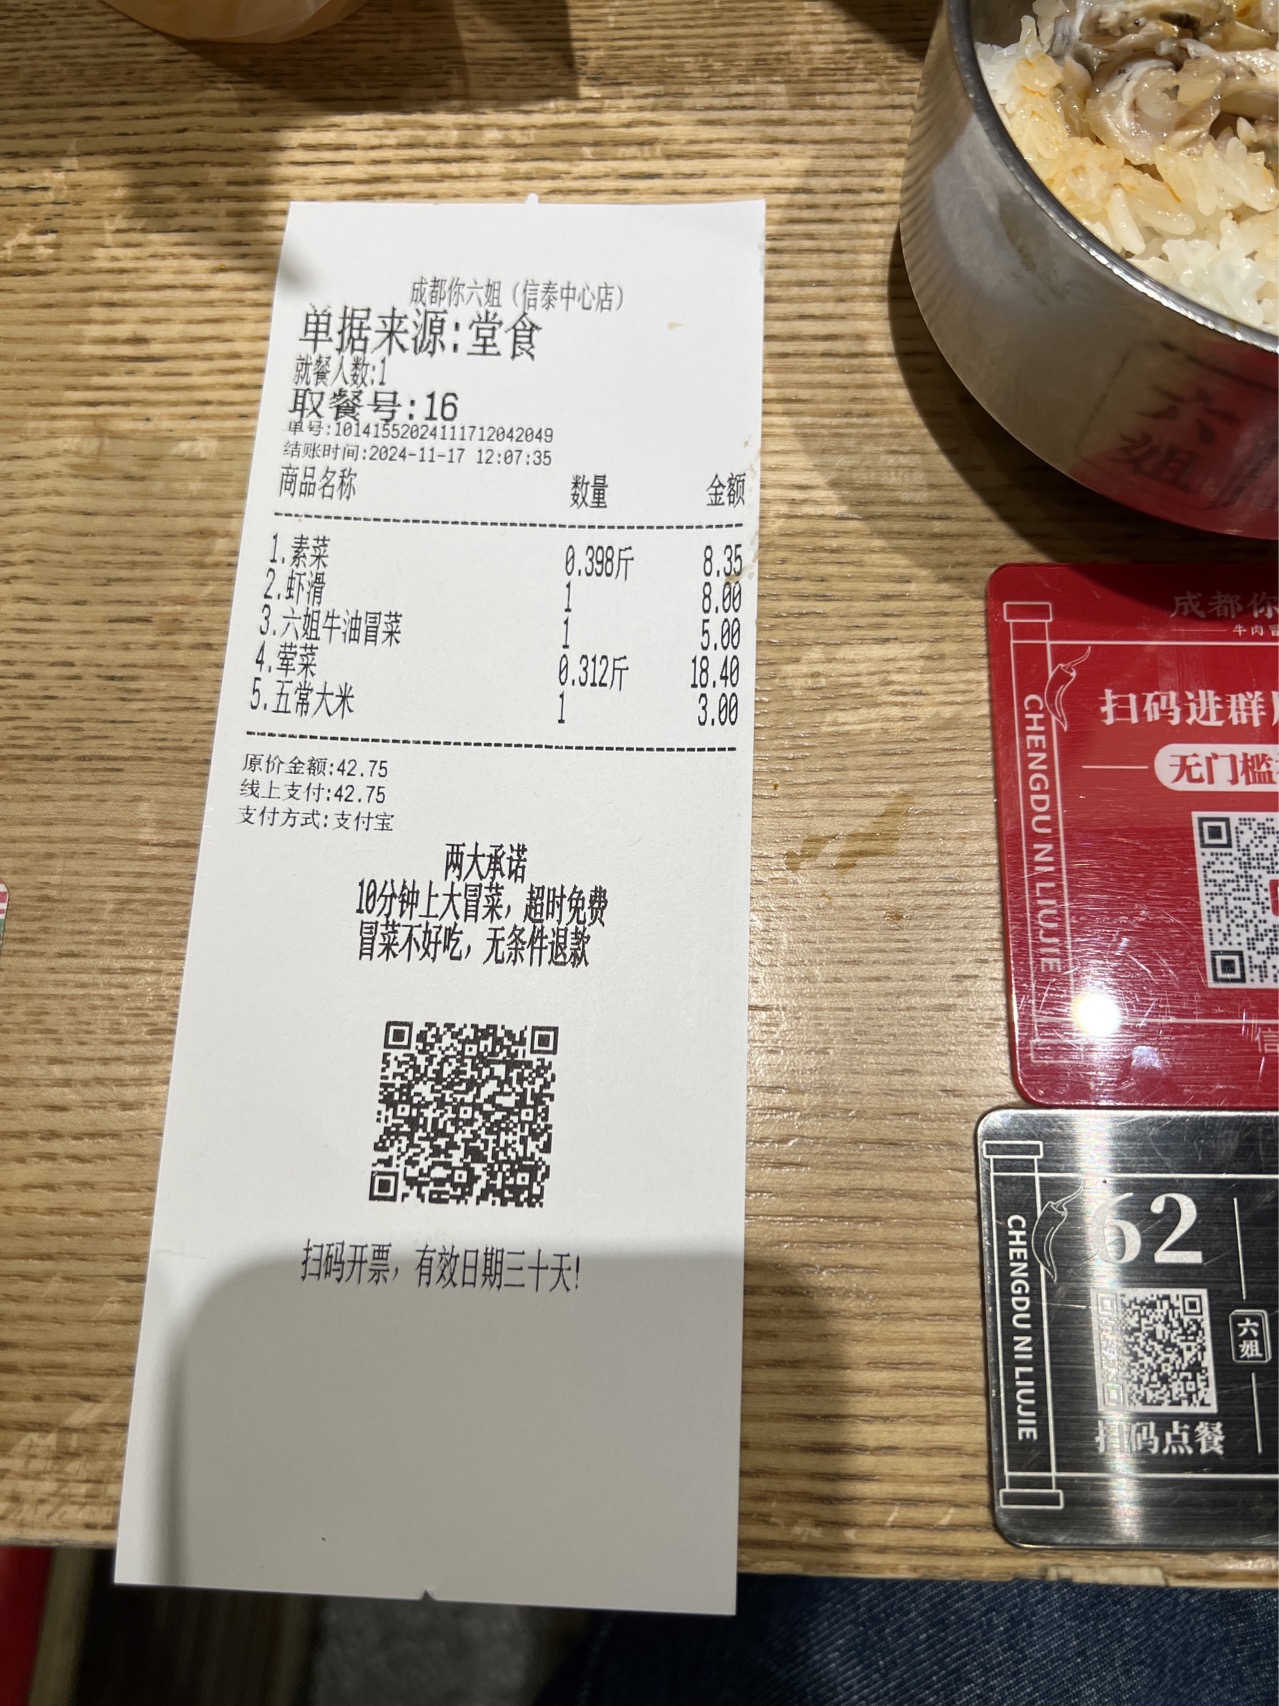 成都你六姐（信泰中心店）
单据来源:堂食
就餐人数:1
取餐号:16
单号:10141552024111712042049
结账时间:2024-11-17 12:07:35
商品名称 数量 金额
1.素菜 0.398斤 8.35
2.虾滑 1 8.00
3.六姐牛油冒菜 1 5.00
4.荤菜 0.312斤 18.40
5.五常大米 1 3.00
原价金额:42.75
线上支付:42.75
支付方式:支付宝
两大承诺
10分钟上大冒菜，超时免费
冒菜不好吃，无条件退款
扫码开票，有效日期三十天!
六姐
成都你
牛肉
扫码进群
无门槛
CHENGDU NI LIUJIE
信
62
CHENGDU NI LIUJIE
六姐
扫码点餐